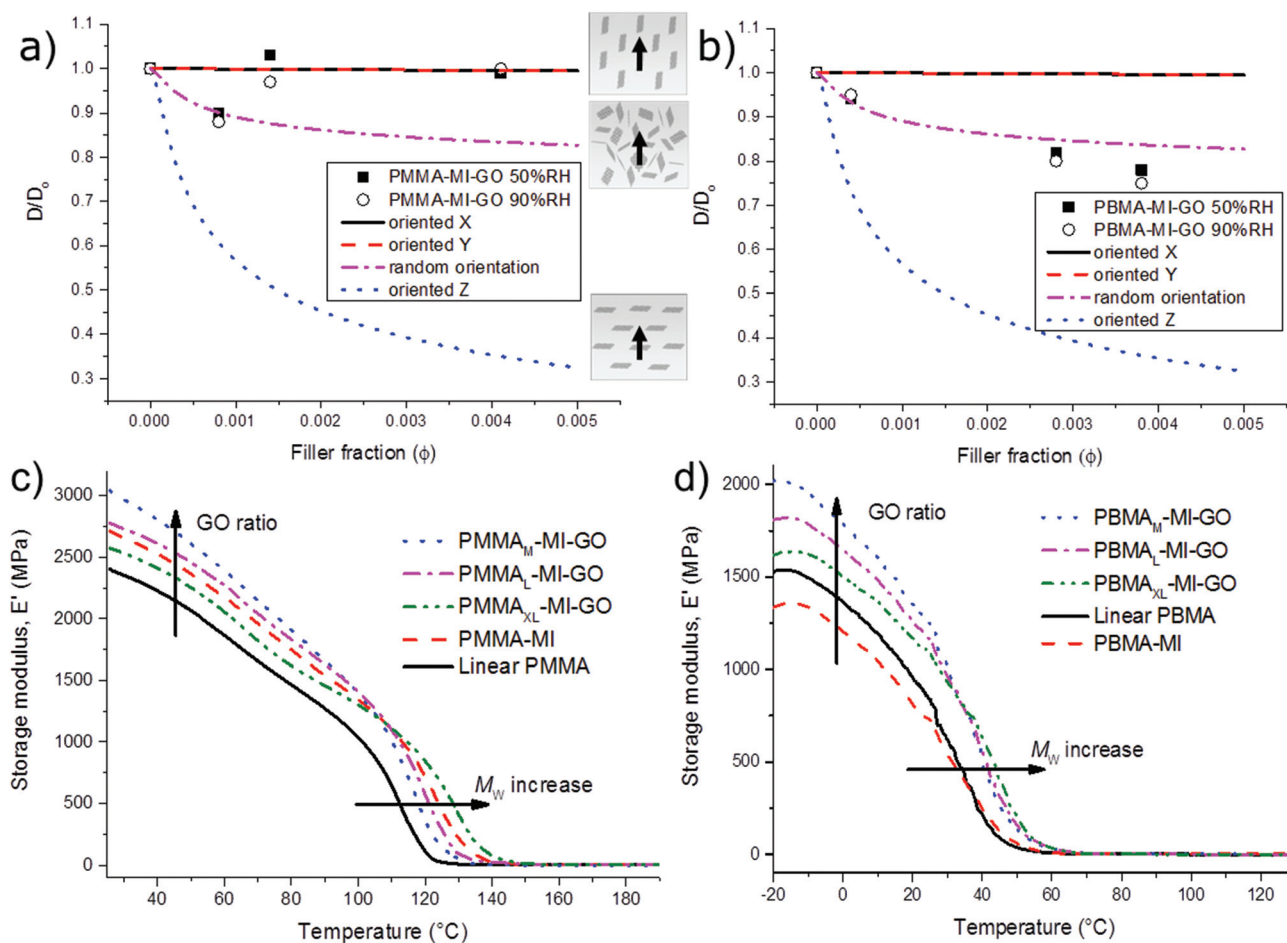 a)
D/D₀
1.0
0.9
0.8
0.7
0.6
0.5
0.4
0.3
PMMA-MI-GO 50%RH
PMMA-MI-GO 90%RH
oriented X
oriented Y
random orientation
oriented Z
0.000 0.001 0.002 0.003 0.004 0.005
Filler fraction (ϕ)
b)
D/D₀
1.0
0.9
0.8
0.7
0.6
0.5
0.4
0.3
PBMA-MI-GO 50%RH
PBMA-MI-GO 90%RH
oriented X
oriented Y
random orientation
oriented Z
0.000 0.001 0.002 0.003 0.004 0.005
Filler fraction (ϕ)
c)
Storage modulus, E' (MPa)
3000
2500
2000
1500
1000
500
0
GO ratio
PMMA_M-MI-GO
PMMA_L-MI-GO
PMMA_XL-MI-GO
PMMA-MI
Linear PMMA
M_W increase
40 60 80 100 120 140 160 180
Temperature (°C)
d)
Storage modulus, E' (MPa)
2000
1500
1000
500
0
GO ratio
PBMA_M-MI-GO
PBMA_L-MI-GO
PBMA_XL-MI-GO
Linear PBMA
PBMA-MI
M_W increase
-20 0 20 40 60 80 100 120
Temperature (°C)